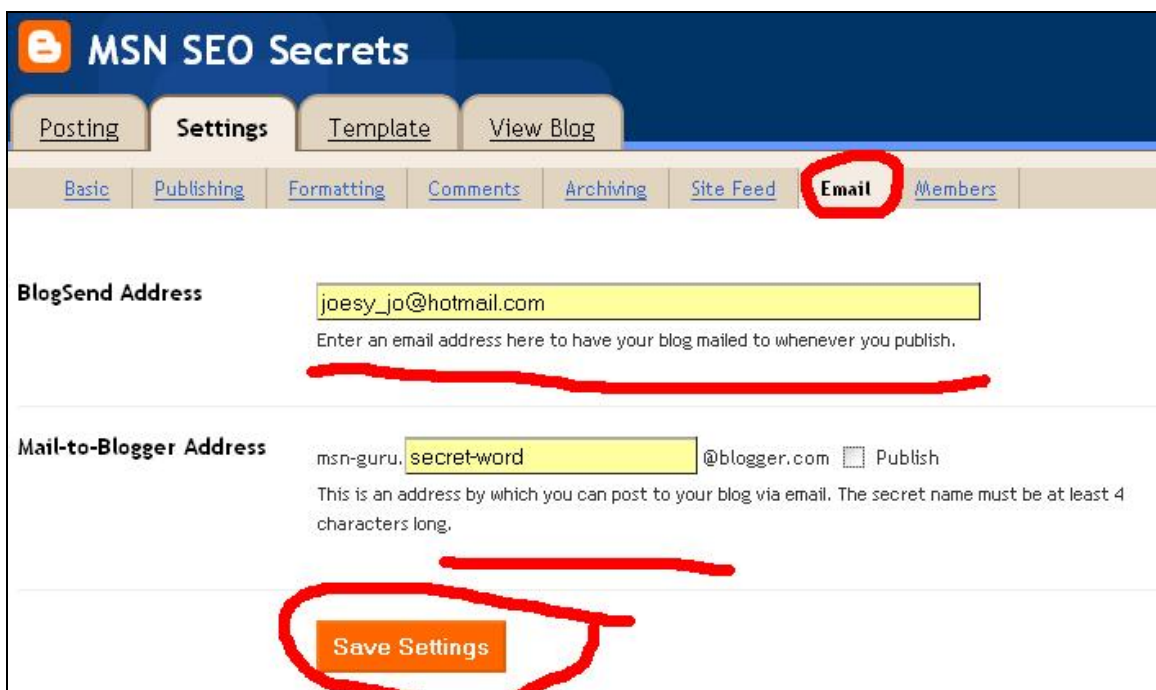 MSN SEO Secrets
Posting Settings Template View Blog
Basic Publishing Formatting Comments Archiving Site Feed Email Members
BlogSend Address
joesy_jo@hotmail.com
Enter an email address here to have your blog mailed to whenever you publish.
Mail-to-Blogger Address
msn-guru. secret-word @blogger.com Publish
This is an address by which you can post to your blog via email. The secret name must be at least 4
characters long.
Save Settings